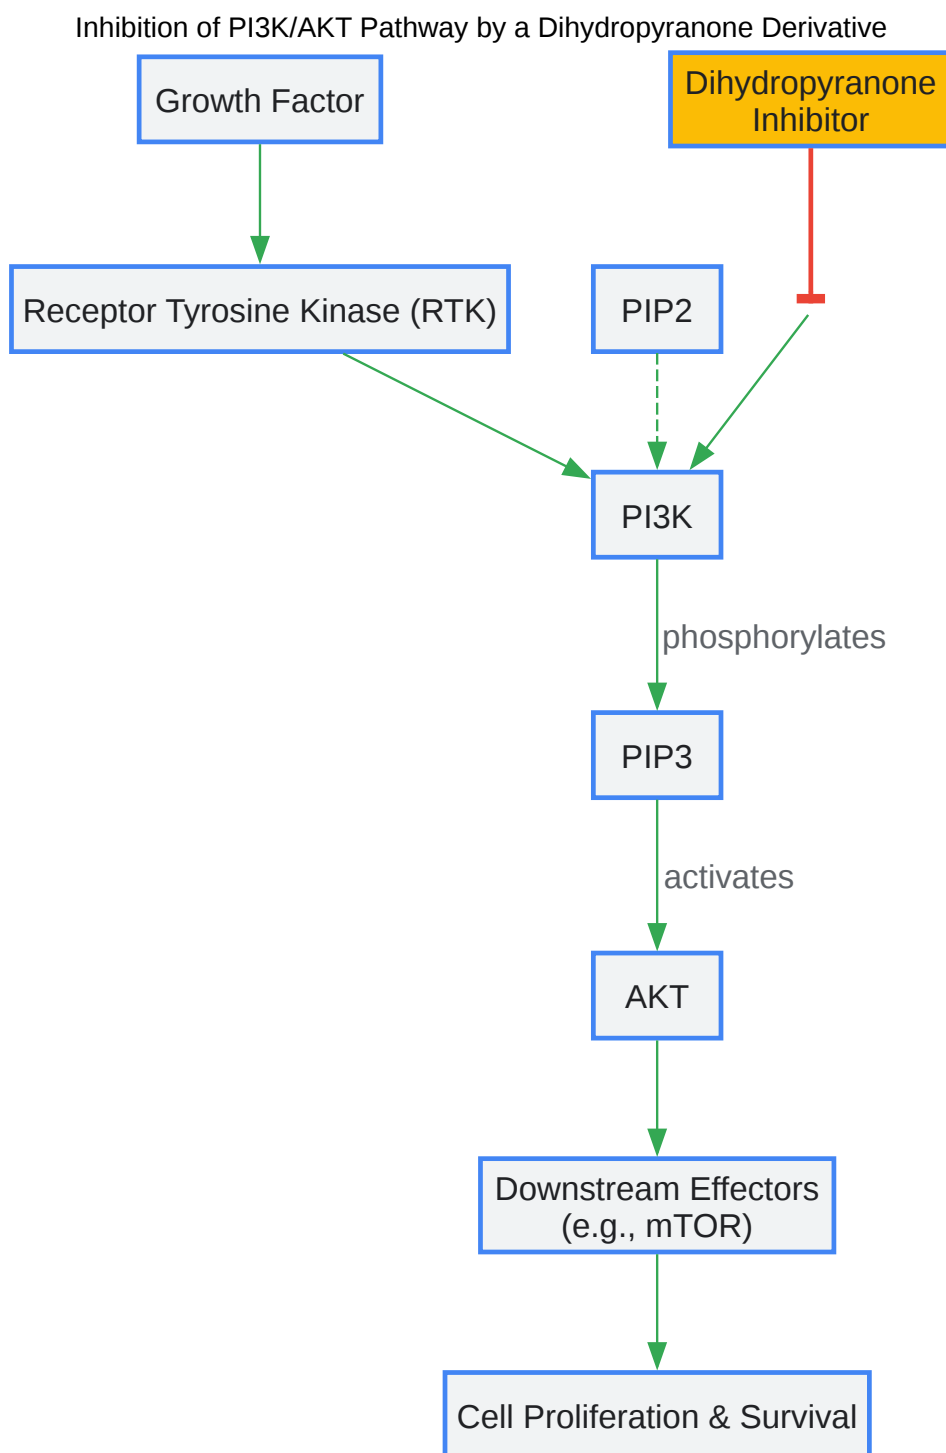 Inhibition of PI3K/AKT Pathway by a Dihydropyranone Derivative
Growth Factor
Dihydropyranone
Inhibitor
Receptor Tyrosine Kinase (RTK)
PIP2
PI3K
phosphorylates
PIP3
activates
AKT
Downstream Effectors
(e.g., mTOR)
Cell Proliferation & Survival